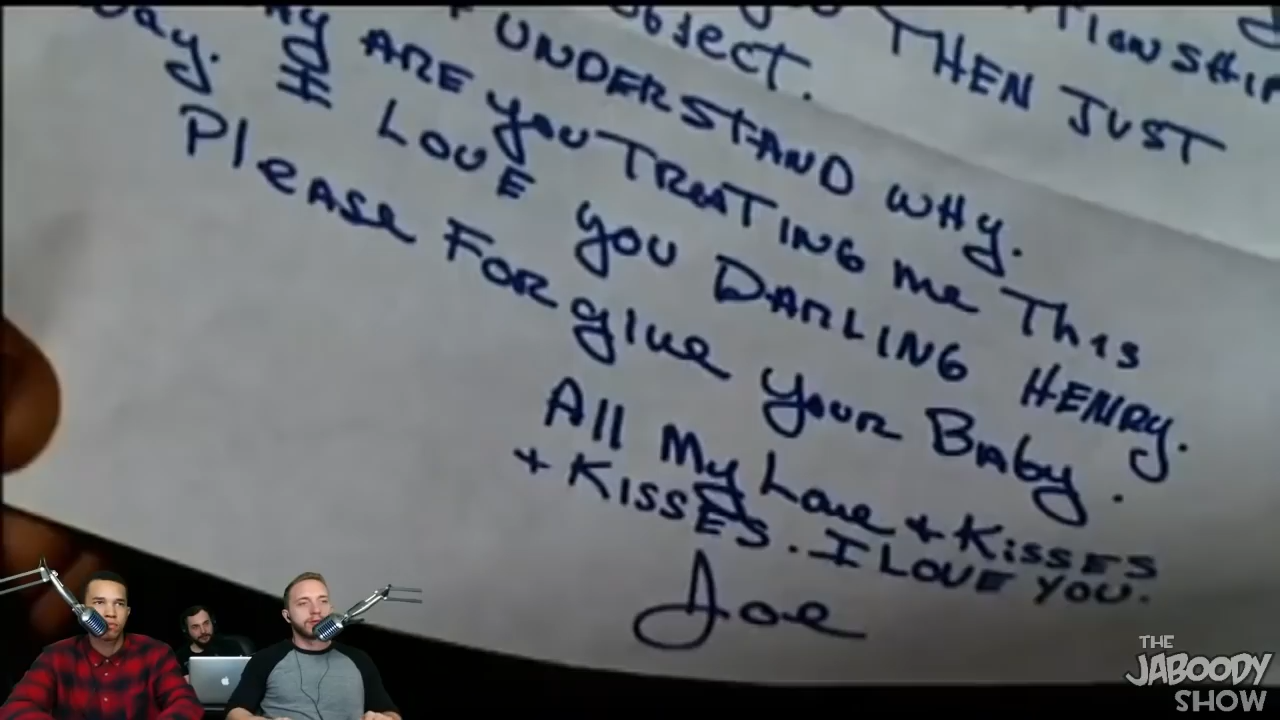 THEN JUST
object.
UNDERSTAND WHY.
ARE you TREATING me This
way. I LOVE you DARLING HENRY.
Please Forgive your Baby.
All My Love + Kisses
+ KISSES. I LOVE YOU.
Joe
THE
JABOODY
SHOW